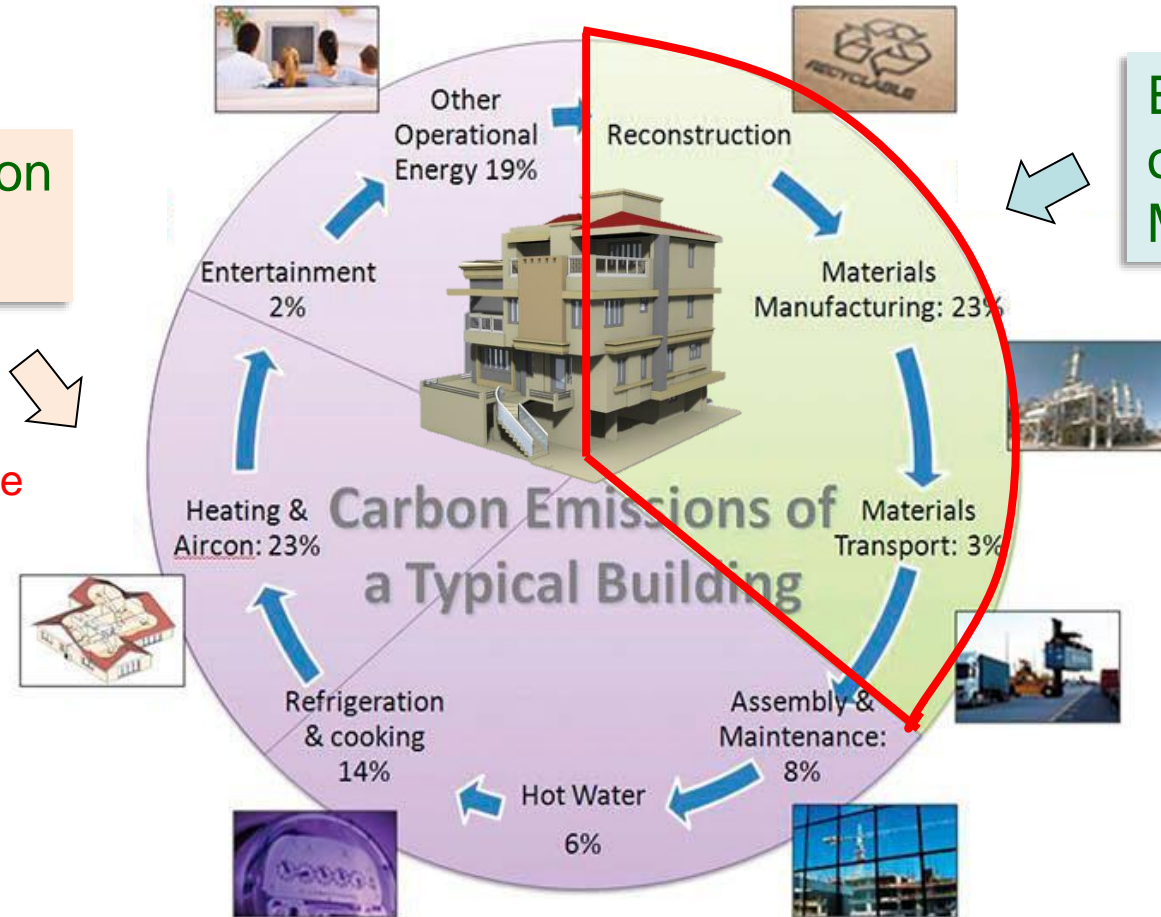 Other
Operational
Energy 19%
Reconstruction
RECYCLABLE
on
Entertainment
2%
Materials
Manufacturing: 23%
e
Heating &
Aircon: 23%
Carbon Emissions of
a Typical Building
Materials
Transport: 3%
Refrigeration
& cooking
14%
Assembly &
Maintenance:
8%
Hot Water
6%